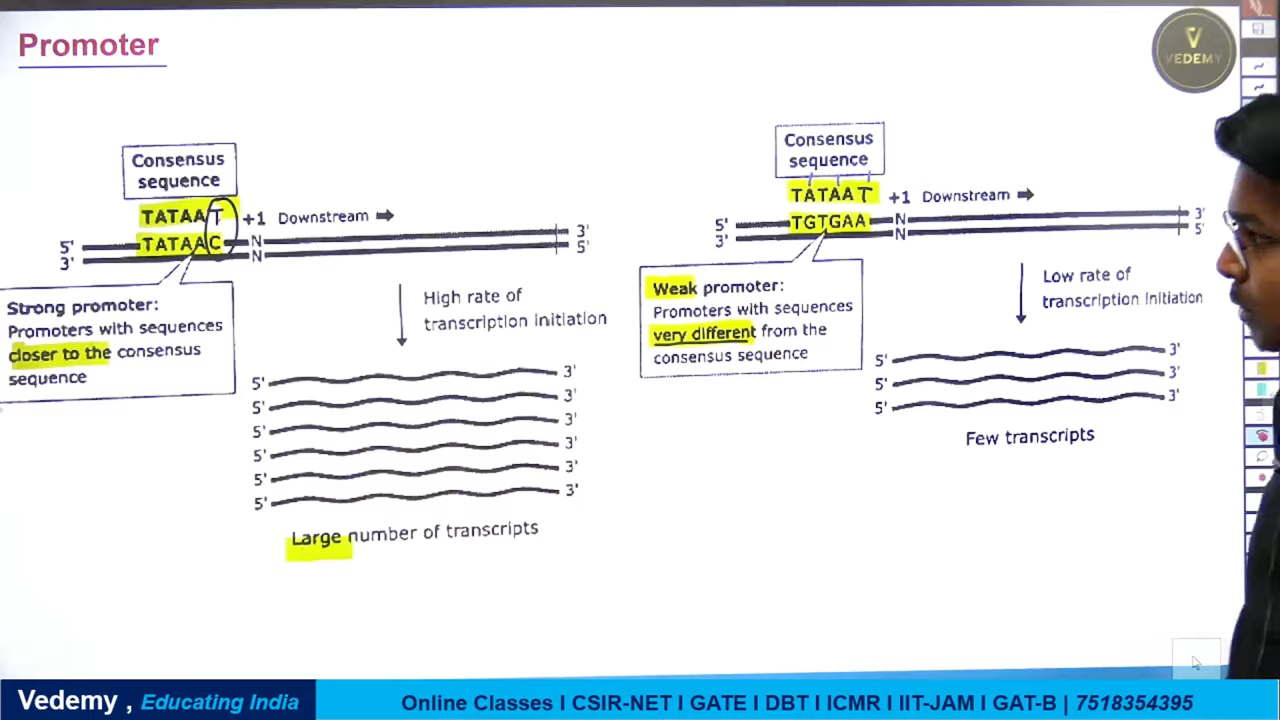 Promoter
VEDEMY
Consensus
sequence
TATAAT +1 Downstream
5' TATAAC N 3'
3' N 5'
Strong promoter:
Promoters with sequences
closer to the consensus
sequence
High rate of
transcription initiation
5' 3'
5' 3'
5' 3'
5' 3'
5' 3'
5' 3'
Large number of transcripts
Consensus
sequence
TATAAT +1 Downstream
5' TGTGAA N 3'
3' N 5'
Weak promoter:
Promoters with sequences
very different from the
consensus sequence
Low rate of
transcription initiation
5' 3'
5' 3'
5' 3'
Few transcripts
Vedemy , Educating India
Online Classes I CSIR-NET I GATE I DBT I ICMR I IIT-JAM I GAT-B | 7518354395